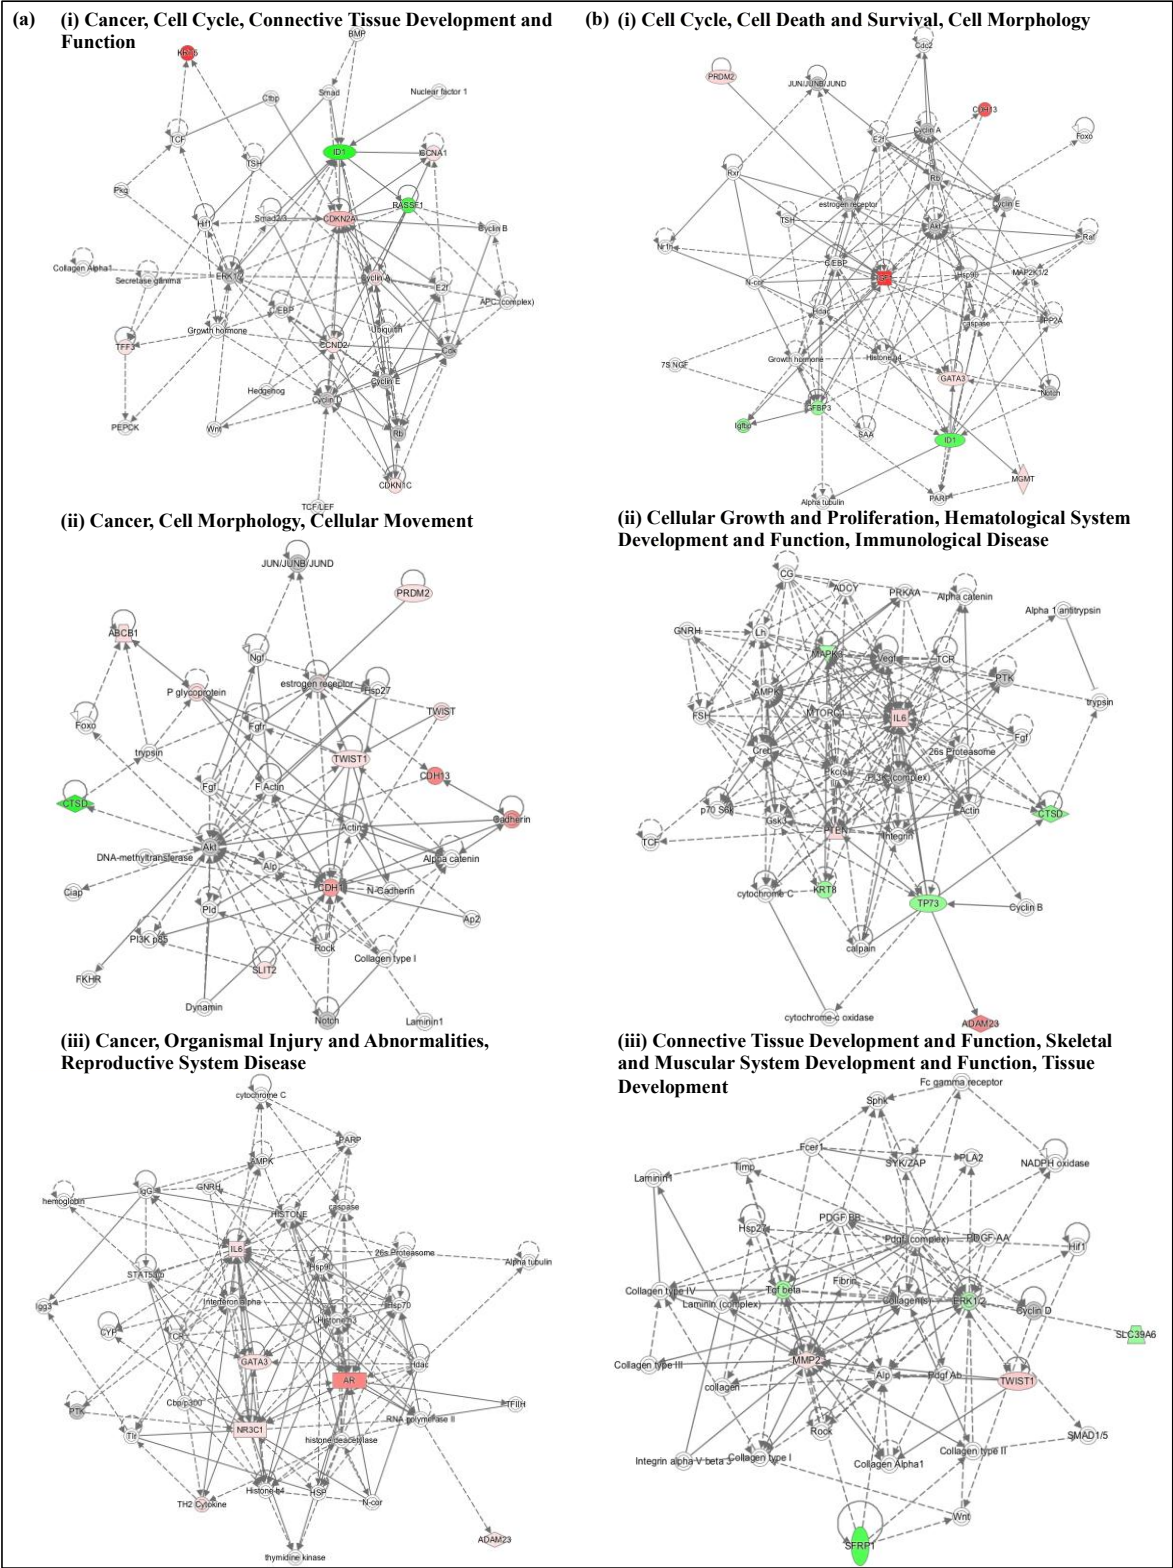 (a)
(i) Cancer, Cell Cycle, Connective Tissue Development and
Function
BMP
Ctbp
Smad
Nuclear factor 1
TCF
ID1
CCNA1
TSH
Pkg
RASSF1
CDKN2A
Smad2/3
Hif1
Cyclin B
Collagen Alpha1
ERK1/2
Secretase gamma
Cyclin A
E2f
APC (complex)
C/EBP
Growth hormone
Ubiquitin
TFF3
CCND2
Cdk
Cyclin E
Hedgehog
Cyclin D
PEPCK
Wnt
Rb
CDKN1C
TCF/LEF
(ii) Cancer, Cell Morphology, Cellular Movement
JUN/JUNB/JUND
PRDM2
ABCB1
Ngf
estrogen receptor
Hsp27
P glycoprotein
TWIST
Foxo
Fgfr
trypsin
TWIST1
CDH13
Fgf
F Actin
CTSD
Cadherin
Actin
Akt
DNA-methyltransferase
Alp
Alpha catenin
Ciap
CDH1
N-Cadherin
Pld
Ap2
PI3K p85
Rock
Collagen type I
FKHR
SLIT2
Dynamin
Notch
Laminin1
(iii) Cancer, Organismal Injury and Abnormalities,
Reproductive System Disease
cytochrome C
PARP
AMPK
hemoglobin
IgG
GNRH
caspase
HISTONE
IL6
26s Proteasome
Hsp90
Alpha tubulin
STAT5a/b
Igg3
Interferon alpha
Hsp70
Histone h3
CYP
TCR
GATA3
Hdac
AR
Cbp/p300
PTK
TFIIH
RNA polymerase II
Tlr
NR3C1
histone deacetylase
TH2 Cytokine
Histone h4
HSP
N-cor
ADAM23
thymidine kinase
(b)
(i) Cell Cycle, Cell Death and Survival, Cell Morphology
Cdc2
PRDM2
JUN/JUNB/JUND
CDH13
Cyclin A
E2f
Foxo
Rxr
Rb
estrogen receptor
Cyclin E
TSH
Akt
Raf
Nr1h
C/EBP
N-cor
Hsp90
MAP2K1/2
Hdac
caspase
PP2A
Growth hormone
Histone h4
7S NGF
GATA3
Notch
IGFBP3
Igfbp
SAA
ID1
MGMT
Alpha tubulin
PARP
(ii) Cellular Growth and Proliferation, Hematological System
Development and Function, Immunological Disease
CG
ADCY
PRKAA
Alpha catenin
Alpha 1 antitrypsin
GNRH
Lh
Vegf
TCR
PTK
AMPK
trypsin
FSH
MTORC1
IL6
Fgf
Creb
26s Proteasome
Pkc(s)
PI3K (complex)
p70 S6k
Actin
CTSD
Gsk3
PTEN
Integrin
TCF
KRT8
cytochrome C
TP73
Cyclin B
calpain
cytochrome-c oxidase
ADAM23
(iii) Connective Tissue Development and Function, Skeletal
and Muscular System Development and Function, Tissue
Development
Fc gamma receptor
Sphk
Fcer1
SYK/ZAP
PLA2
NADPH oxidase
Timp
Laminin1
PDGF BB
Hsp27
Pdgf (complex)
PDGF-AA
Hif1
Fibrin
Tgf beta
Collagen type IV
Laminin (complex)
Collagen(s)
ERK1/2
Cyclin D
SLC39A6
MMP2
Collagen type III
Alp
Pdgf Ab
TWIST1
collagen
Rock
SMAD1/5
Integrin alpha V beta 3
Collagen type I
Collagen Alpha1
Collagen type II
Wnt
SFRP1